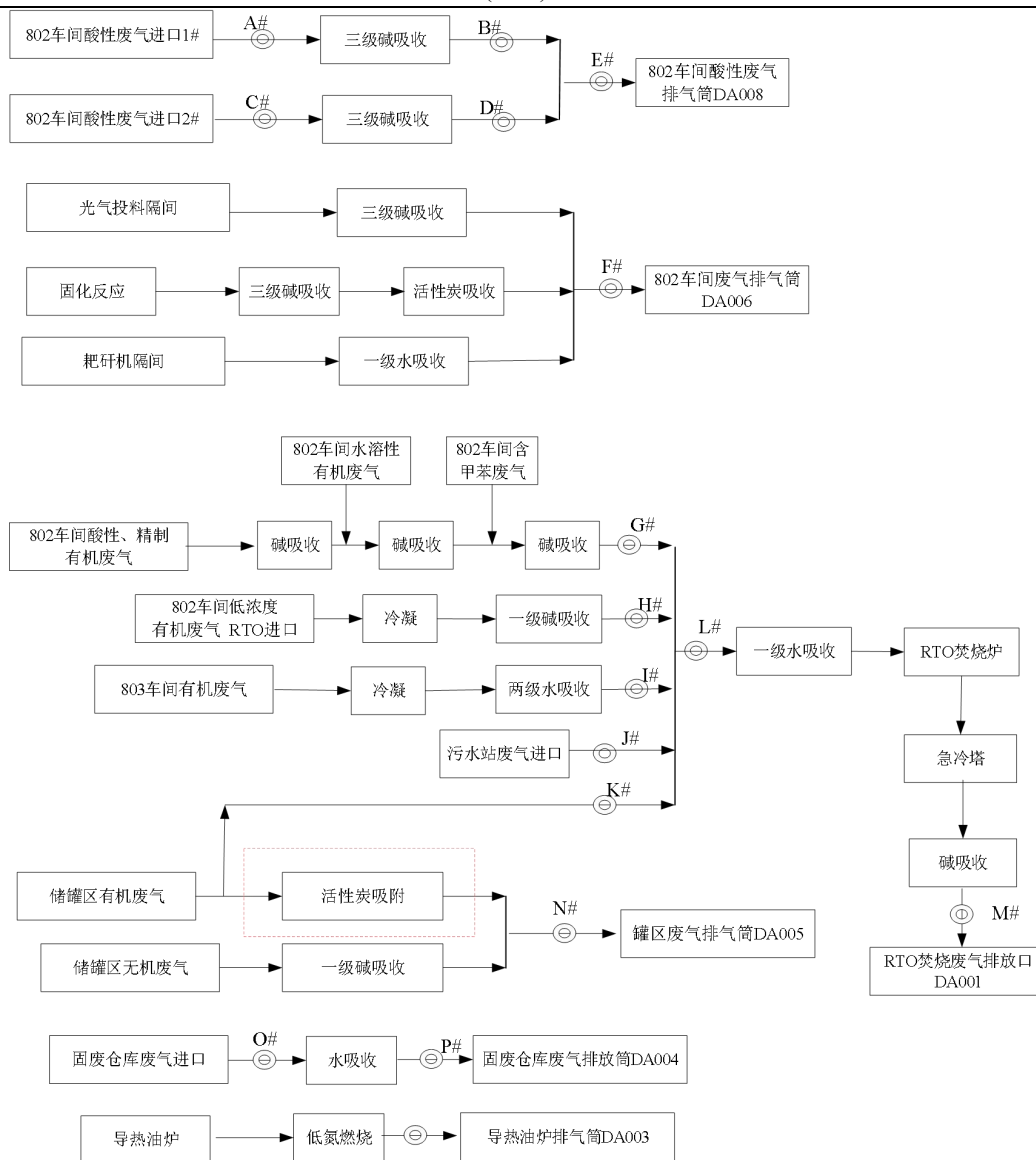 802车间酸性废气进口1#
A#
三级碱吸收
B#
E#
802车间酸性废气
排气筒DA008
802车间酸性废气进口2#
C#
三级碱吸收
D#
光气投料隔间
三级碱吸收
固化反应
三级碱吸收
活性炭吸收
F#
802车间废气排气筒
DA006
耙矸机隔间
一级水吸收
802车间水溶性
有机废气
802车间含
甲苯废气
802车间酸性、精制
有机废气
碱吸收
碱吸收
碱吸收
G#
802车间低浓度
有机废气 RTO进口
冷凝
一级碱吸收
H#
L#
一级水吸收
RTO焚烧炉
803车间有机废气
冷凝
两级水吸收
I#
污水站废气进口
J#
急冷塔
K#
碱吸收
储罐区有机废气
活性炭吸附
N#
罐区废气排气筒DA005
M#
储罐区无机废气
一级碱吸收
RTO焚烧废气排放口
DA001
固废仓库废气进口
O#
水吸收
P#
固废仓库废气排放筒DA004
导热油炉
低氮燃烧
导热油炉排气筒DA003